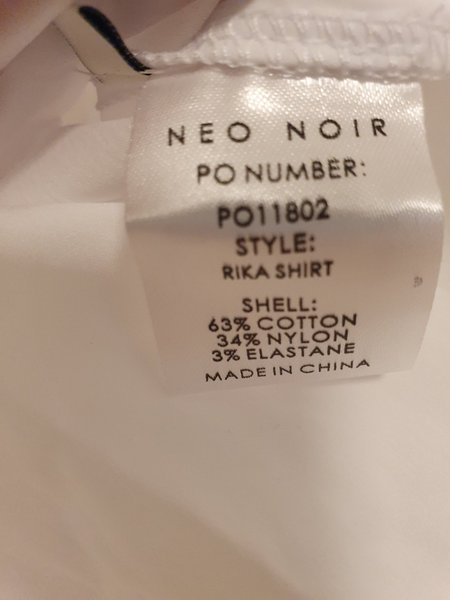 NEO NOIR
PO NUMBER:
PO11802
STYLE:
RIKA SHIRT
SHELL:
63% COTTON
34% NYLON
3% ELASTANE
MADE IN CHINA